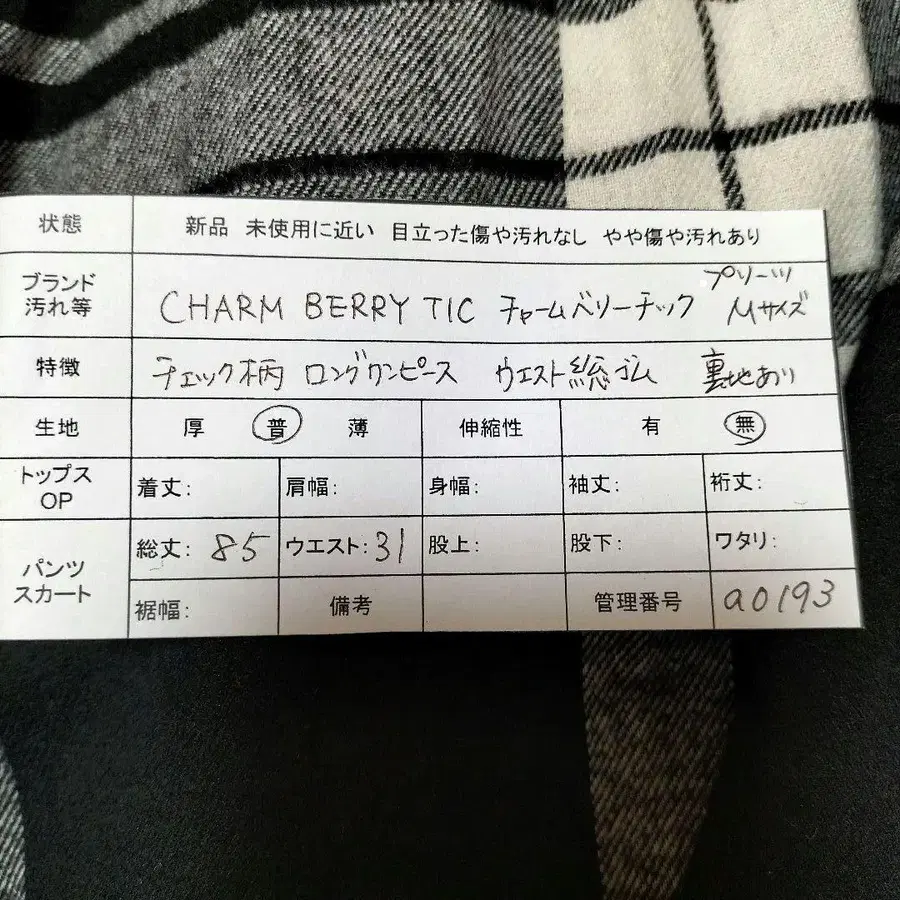 状態 新品 未使用に近い 目立った傷や汚れなし やや傷や汚れあり
ブランド
汚れ等
プリーツ
CHARM BERRY TIC チャームベリーチック Mサイズ
特徴 チェック柄 ロングワンピース ウエスト総ゴム 裏地あり
生地 厚 普 薄 伸縮性 有 無
トップス
OP
着丈: 肩幅: 身幅: 袖丈: 裄丈:
パンツ
スカート
総丈: 85 ウエスト: 31 股上: 股下: ワタリ:
裾幅: 備考 管理番号 a0193